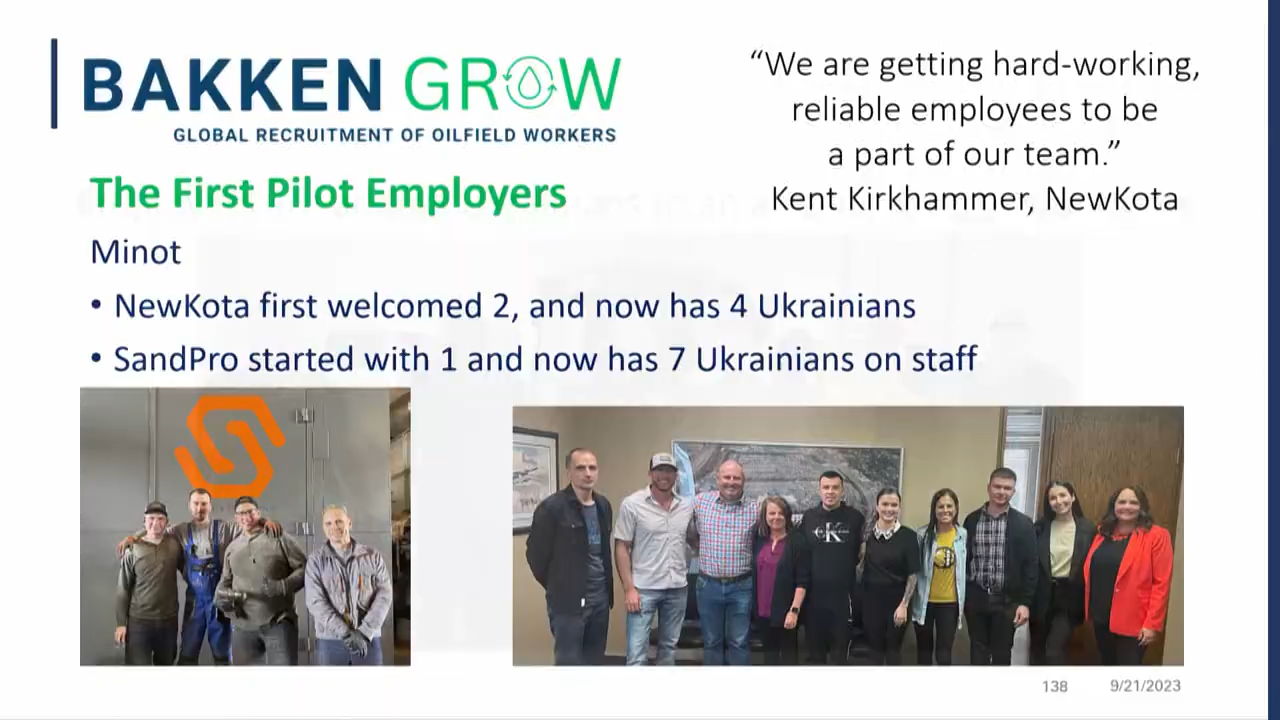 BAKKEN GROW
GLOBAL RECRUITMENT OF OILFIELD WORKERS
“We are getting hard-working,
reliable employees to be
a part of our team.”
Kent Kirkhammer, NewKota
The First Pilot Employers
Minot
• NewKota first welcomed 2, and now has 4 Ukrainians
• SandPro started with 1 and now has 7 Ukrainians on staff
138 9/21/2023